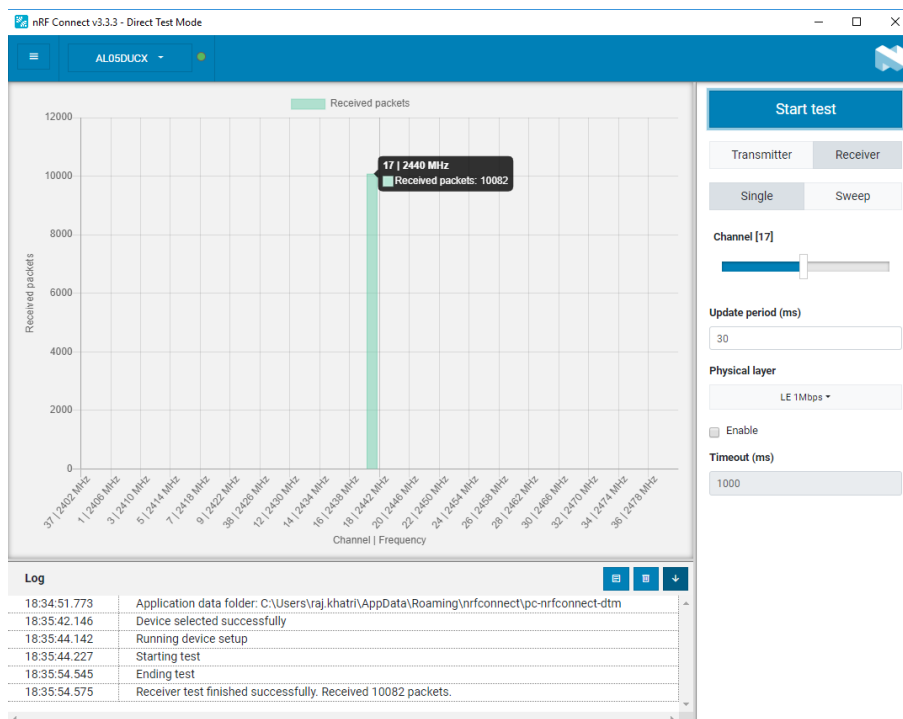 nRF Connect v3.3.3 - Direct Test Mode
AL05DUCX
Received packets
12000
10000
8000
6000
4000
2000
0
Received packets
17 | 2440 MHz
Received packets: 10082
37 | 2402 MHz
1 | 2406 MHz
3 | 2410 MHz
5 | 2414 MHz
7 | 2418 MHz
9 | 2422 MHz
38 | 2426 MHz
12 | 2430 MHz
14 | 2434 MHz
16 | 2438 MHz
18 | 2442 MHz
20 | 2446 MHz
22 | 2450 MHz
24 | 2454 MHz
26 | 2458 MHz
28 | 2462 MHz
30 | 2466 MHz
32 | 2470 MHz
34 | 2474 MHz
36 | 2478 MHz
Channel | Frequency
Start test
Transmitter Receiver
Single Sweep
Channel [17]
Update period (ms)
30
Physical layer
LE 1Mbps
Enable
Timeout (ms)
1000
Log
18:34:51.773 Application data folder: C:\Users\raj.khatri\AppData\Roaming\nrfconnect\pc-nrfconnect-dtm
18:35:42.146 Device selected successfully
18:35:44.142 Running device setup
18:35:44.227 Starting test
18:35:54.545 Ending test
18:35:54.575 Receiver test finished successfully. Received 10082 packets.